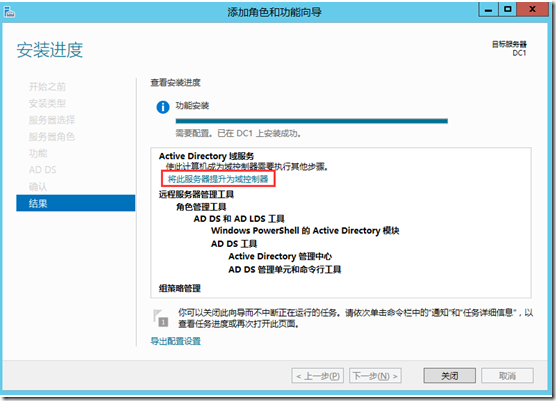 添加角色和功能向导
安装进度
目标服务器
DC1
开始之前
安装类型
服务器选择
服务器角色
功能
AD DS
确认
结果
查看安装进度
功能安装
需要配置。已在 DC1 上安装成功。
Active Directory 域服务
使此计算机成为域控制器需要执行其他步骤。
将此服务器提升为域控制器
远程服务器管理工具
角色管理工具
AD DS 和 AD LDS 工具
Windows PowerShell 的 Active Directory 模块
AD DS 工具
Active Directory 管理中心
AD DS 管理单元和命令行工具
组策略管理
1
你可以关闭此向导而不中断正在运行的任务。请依次单击命令栏中的“通知”和“任务详细信息”，以
查看任务进度或再次打开此页面。
导出配置设置
< 上一步(P)
下一步(N) >
关闭
取消